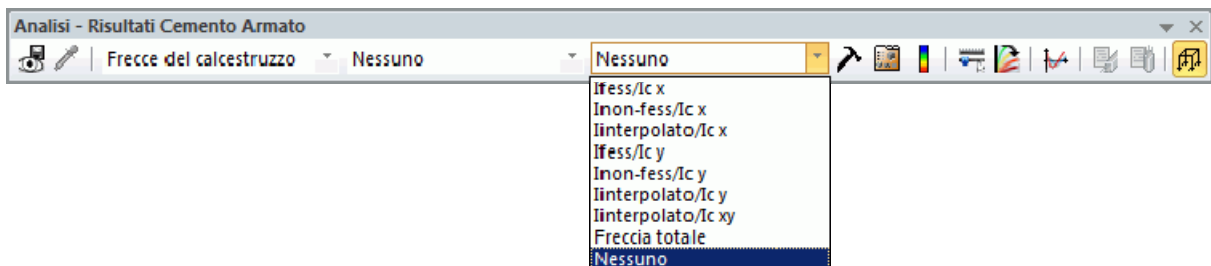 Analisi - Risultati Cemento Armato
Frecce del calcestruzzo Nessuno Nessuno
Ifess/Ic x
Inon-fess/Ic x
Iinterpolato/Ic x
Ifess/Ic y
Inon-fess/Ic y
Iinterpolato/Ic y
Iinterpolato/Ic xy
Freccia totale
Nessuno